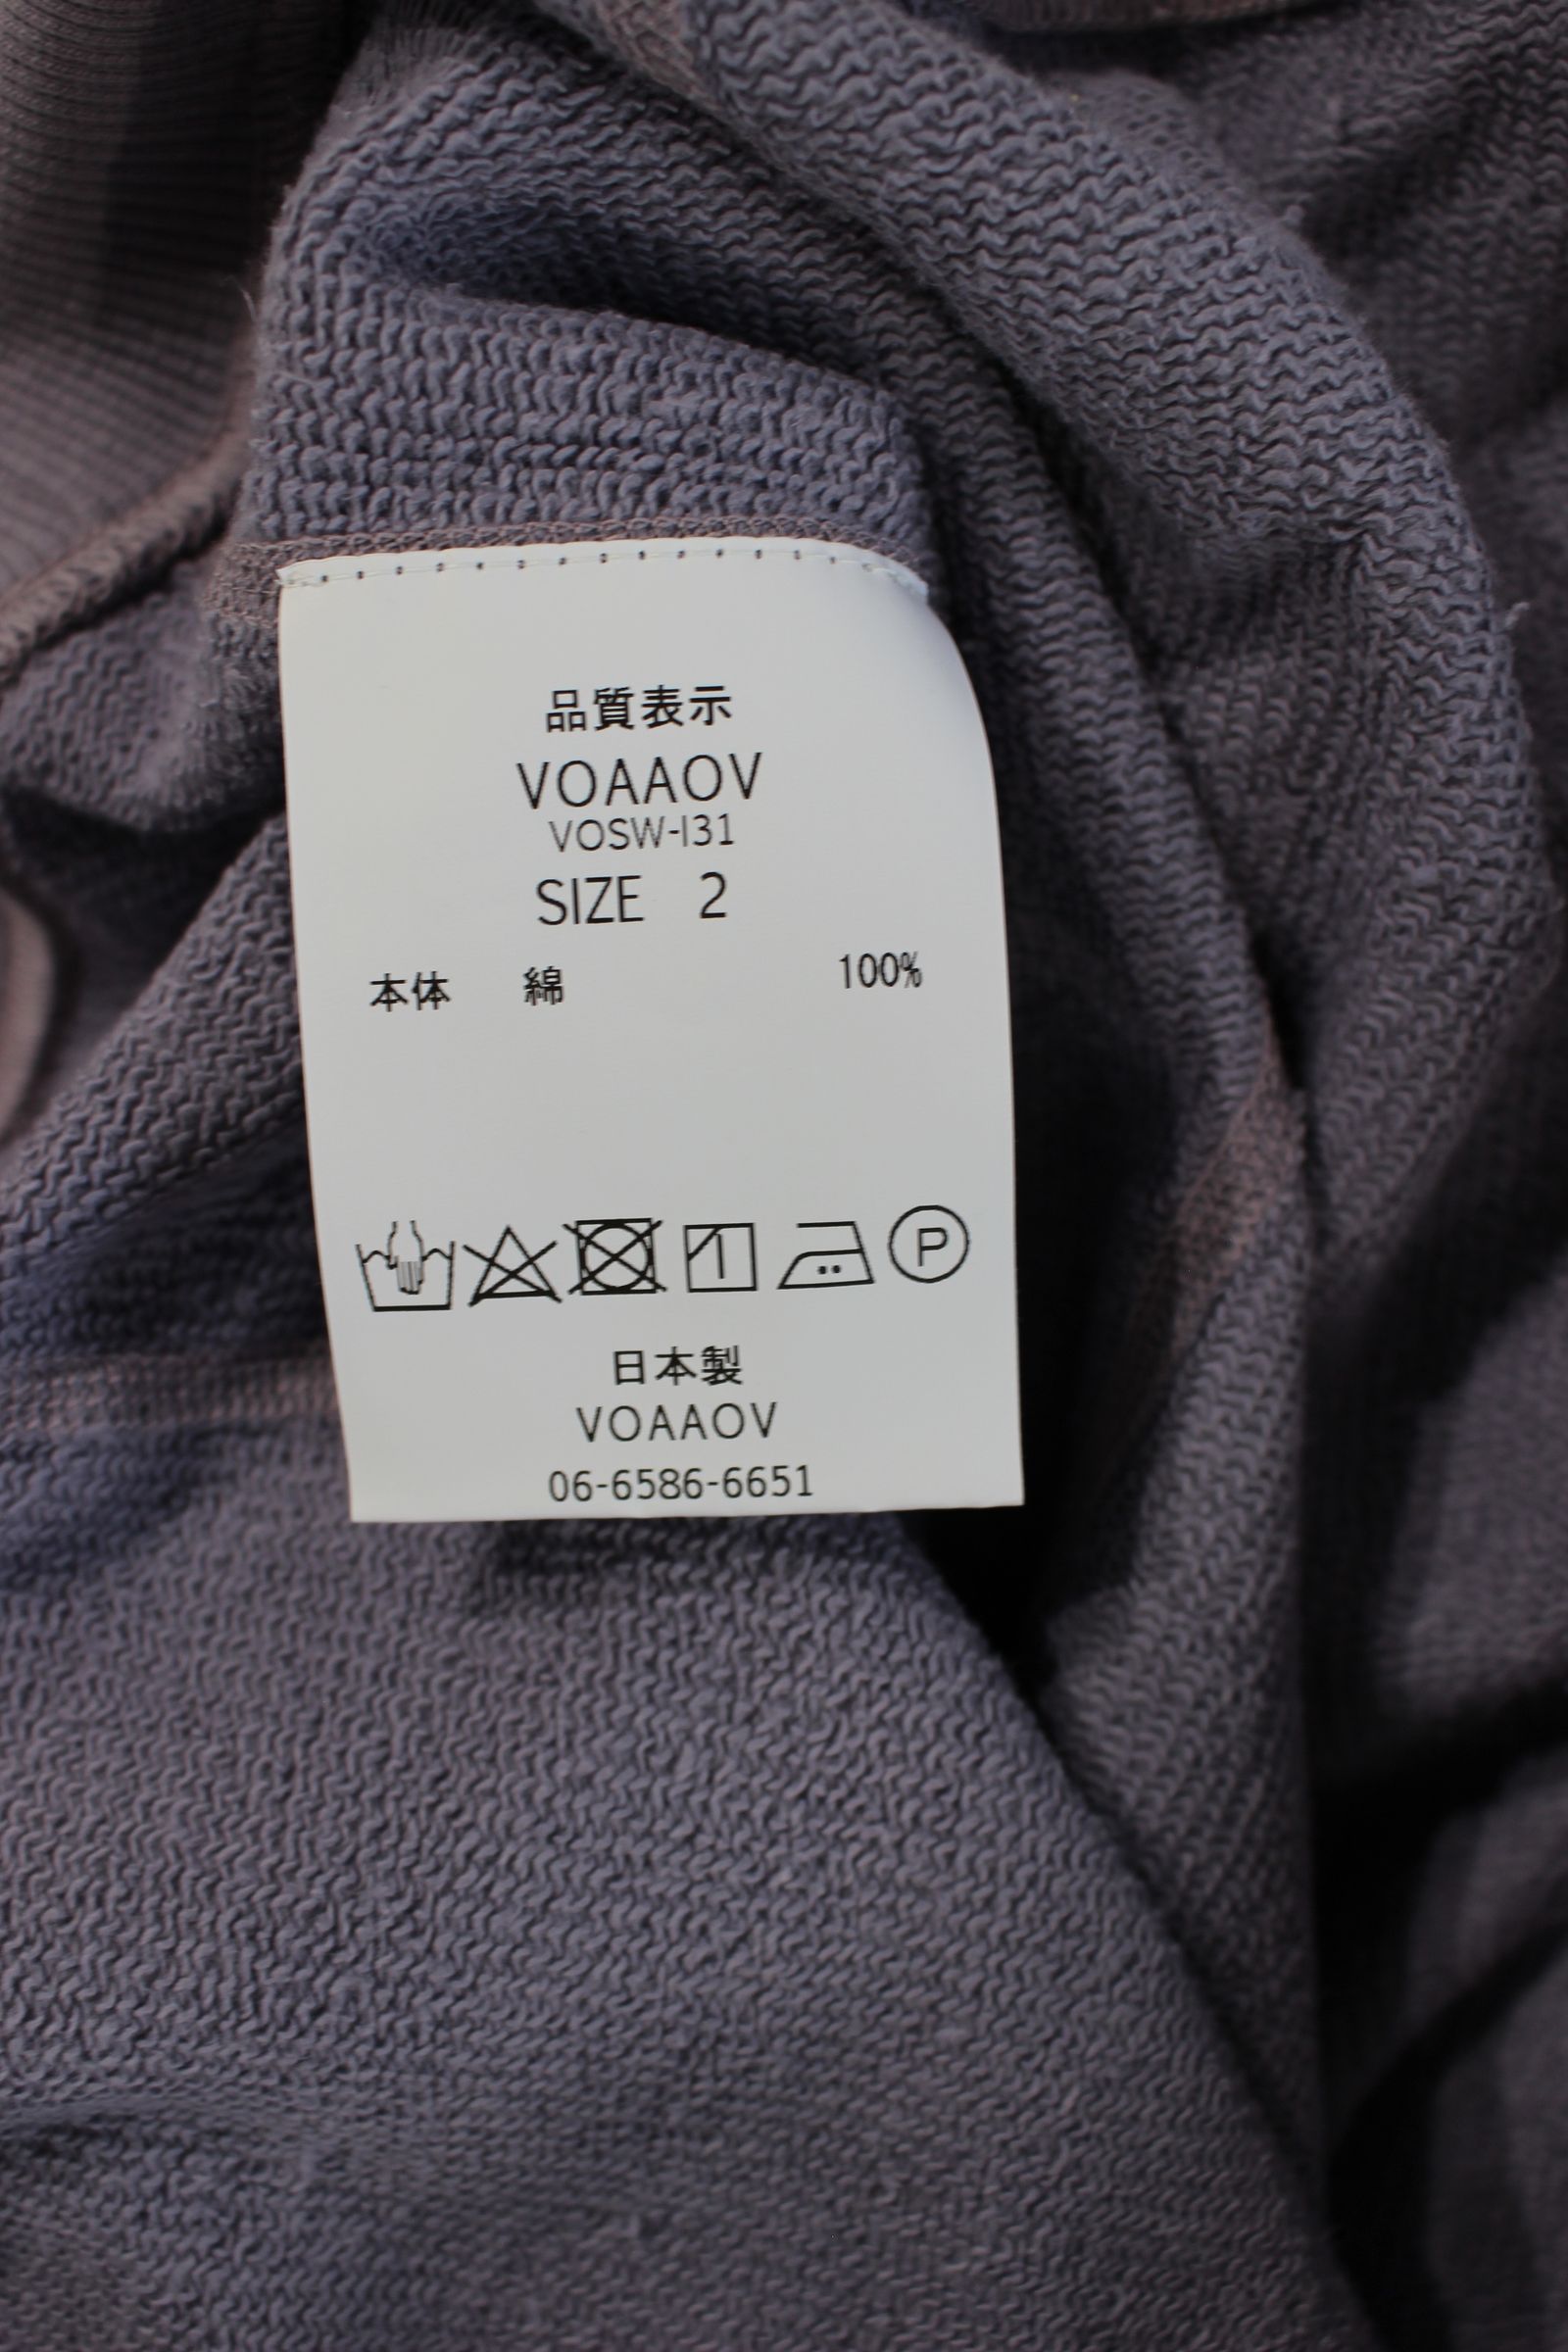 品質表示
VOAAOV
VOSW-I31
SIZE 2
本体 綿 100%
P
日本製
VOAAOV
06-6586-6651